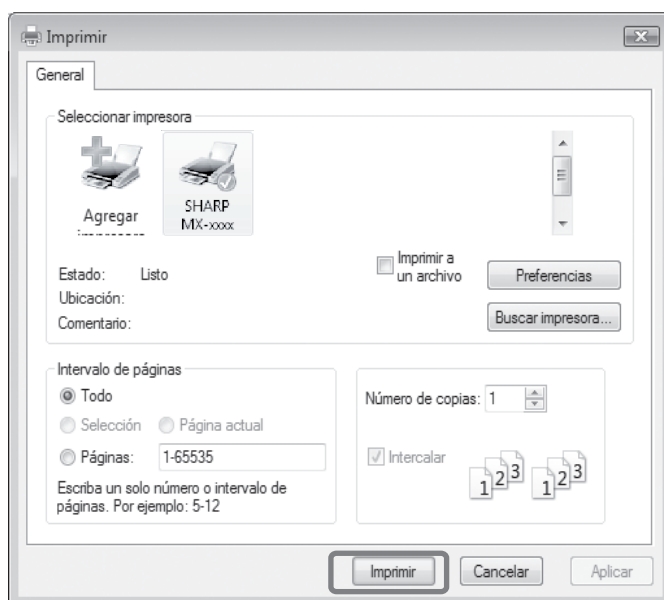 Imprimir
General
Seleccionar impresora
Agregar
SHARP
MX-xxxx
Estado: Listo
Ubicación:
Comentario:
Imprimir a
un archivo
Preferencias
Buscar impresora...
Intervalo de páginas
Todo
Selección Página actual
Páginas: 1-65535
Escriba un solo número o intervalo de
páginas. Por ejemplo: 5-12
Número de copias: 1
Intercalar
1 2 3 1 2 3
Imprimir Cancelar Aplicar